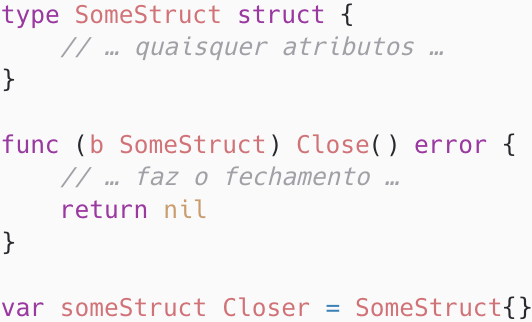 type SomeStruct struct {
    // … quaisquer atributos …
}

func (b SomeStruct) Close() error {
    // … faz o fechamento …
    return nil
}

var someStruct Closer = SomeStruct{}